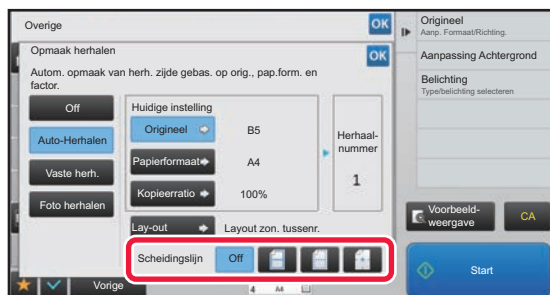 Overige
OK
Opmaak herhalen
OK
Autom. opmaak van herh. zijde gebas. op orig., pap.form. en
factor.
Off
Auto-Herhalen
Vaste herh.
Foto herhalen
Huidige instelling
Origineel
B5
Papierformaat
A4
Kopieerratio
100%
Herhaal-
nummer
1
Lay-out
Layout zon. tussenr.
Scheidingslijn
Off
Vorige
4
A4
Origineel
Aanp. Formaat/Richting.
Aanpassing Achtergrond
Belichting
Type/belichting selecteren
Voorbeeld-
weergave
CA
Start